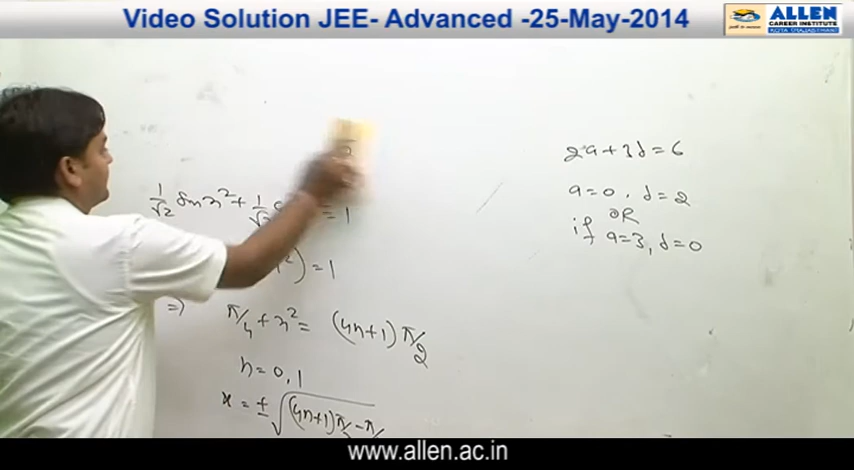 Video Solution JEE- Advanced -25-May-2014
ALLEN
CAREER INSTITUTE
KOTA (RAJASTHAN)
1/√2 sin x² + 1/√2 = 1
) = 1
⇒ π/4 + x² = (4n+1) π/2
n = 0, 1
x = ± √(4n+1)π/2 - π/
2a + 3d = 6
a = 0, d = 2
OR
if a = 3, d = 0
www.allen.ac.in